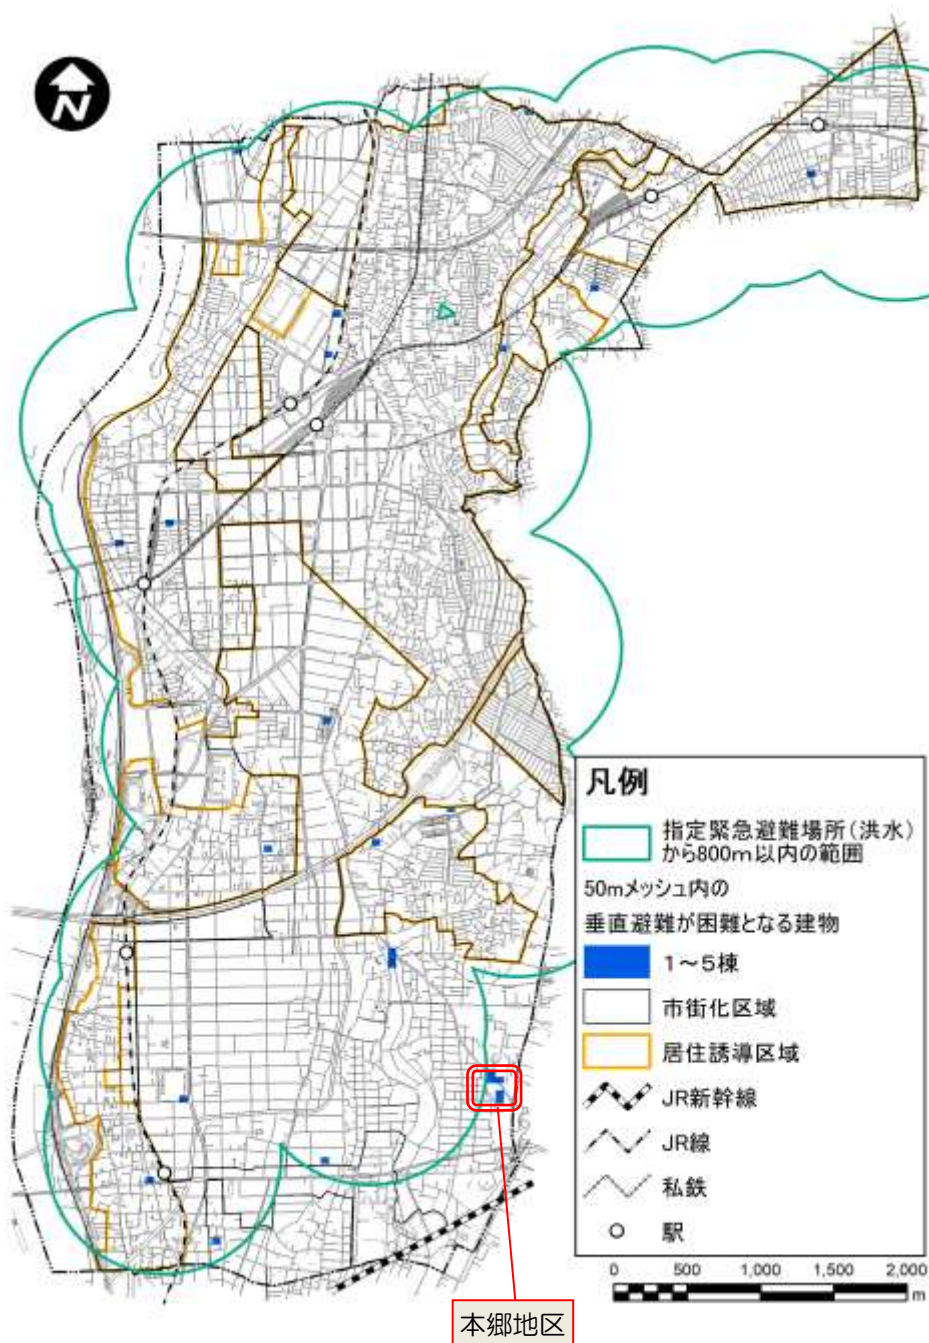 N
凡例
指定緊急避難場所(洪水)
から800m以内の範囲
50mメッシュ内の
垂直避難が困難となる建物
1～5棟
市街化区域
居住誘導区域
JR新幹線
JR線
私鉄
駅
0 500 1,000 1,500 2,000
m
本郷地区